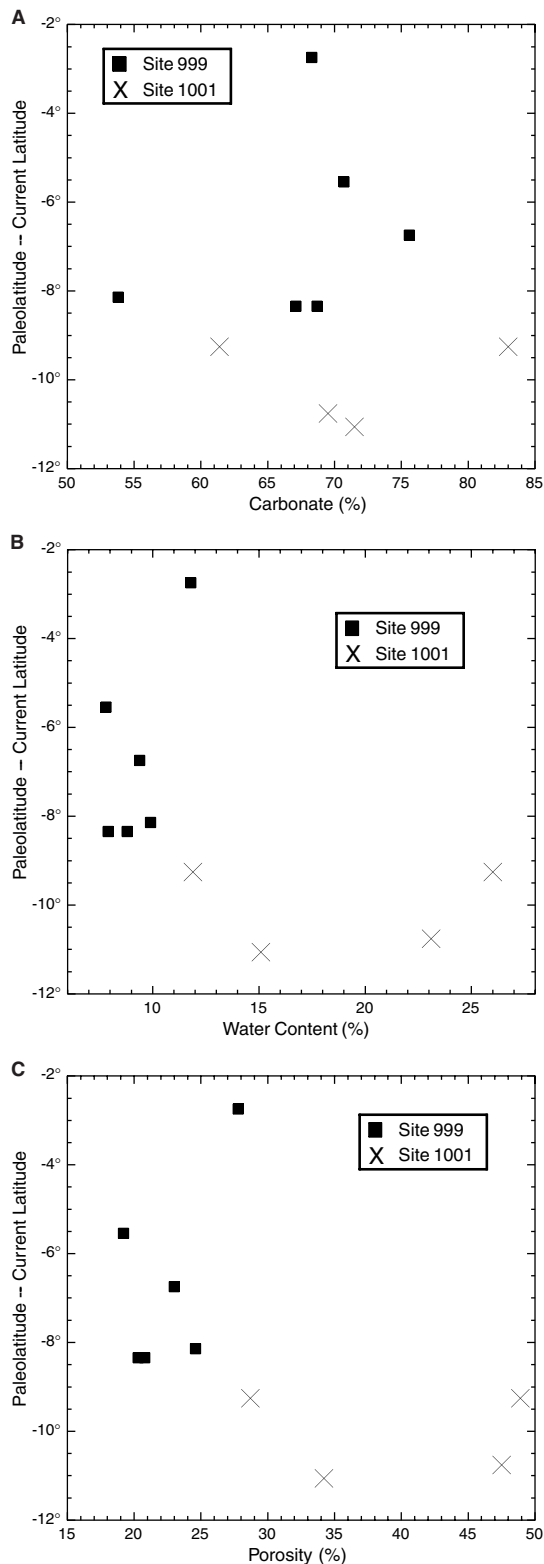 A
-2°
■ Site 999
X Site 1001
-4°
-6°
-8°
-10°
-12°
Paleolatitude -- Current Latitude
50 55 60 65 70 75 80 85
Carbonate (%)
B
-2°
■ Site 999
X Site 1001
-4°
-6°
-8°
-10°
-12°
Paleolatitude -- Current Latitude
10 15 20 25
Water Content (%)
C
-2°
■ Site 999
X Site 1001
-4°
-6°
-8°
-10°
-12°
Paleolatitude -- Current Latitude
15 20 25 30 35 40 45 50
Porosity (%)